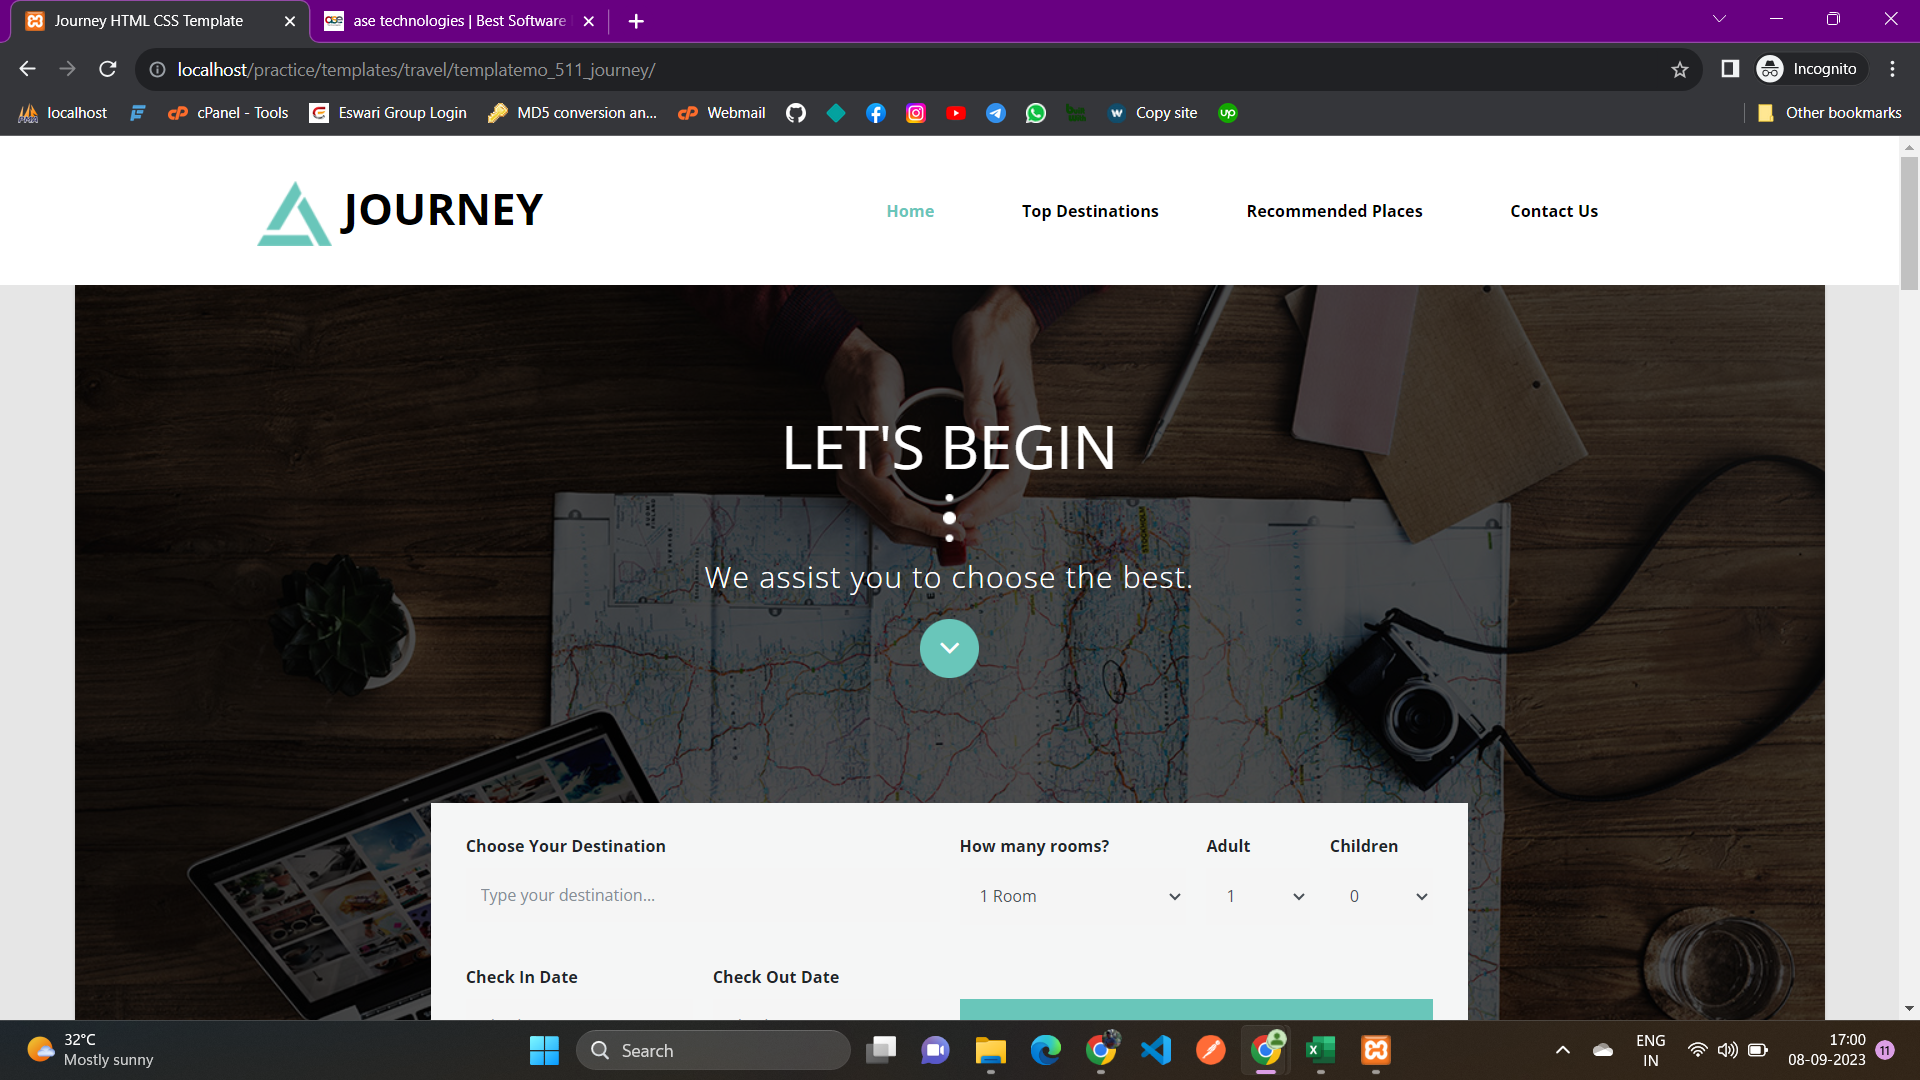 Journey HTML CSS Template
ase technologies | Best Software
localhost/practice/templates/travel/templatemo_511_journey/
Incognito
localhost
cPanel - Tools
Eswari Group Login
MD5 conversion an...
Webmail
Copy site
Other bookmarks
JOURNEY
Home
Top Destinations
Recommended Places
Contact Us
LET'S BEGIN
We assist you to choose the best.
Choose Your Destination
How many rooms?
Adult
Children
Type your destination...
1 Room
1
0
Check In Date
Check Out Date
32°C
Mostly sunny
Search
ENG
IN
17:00
08-09-2023
11